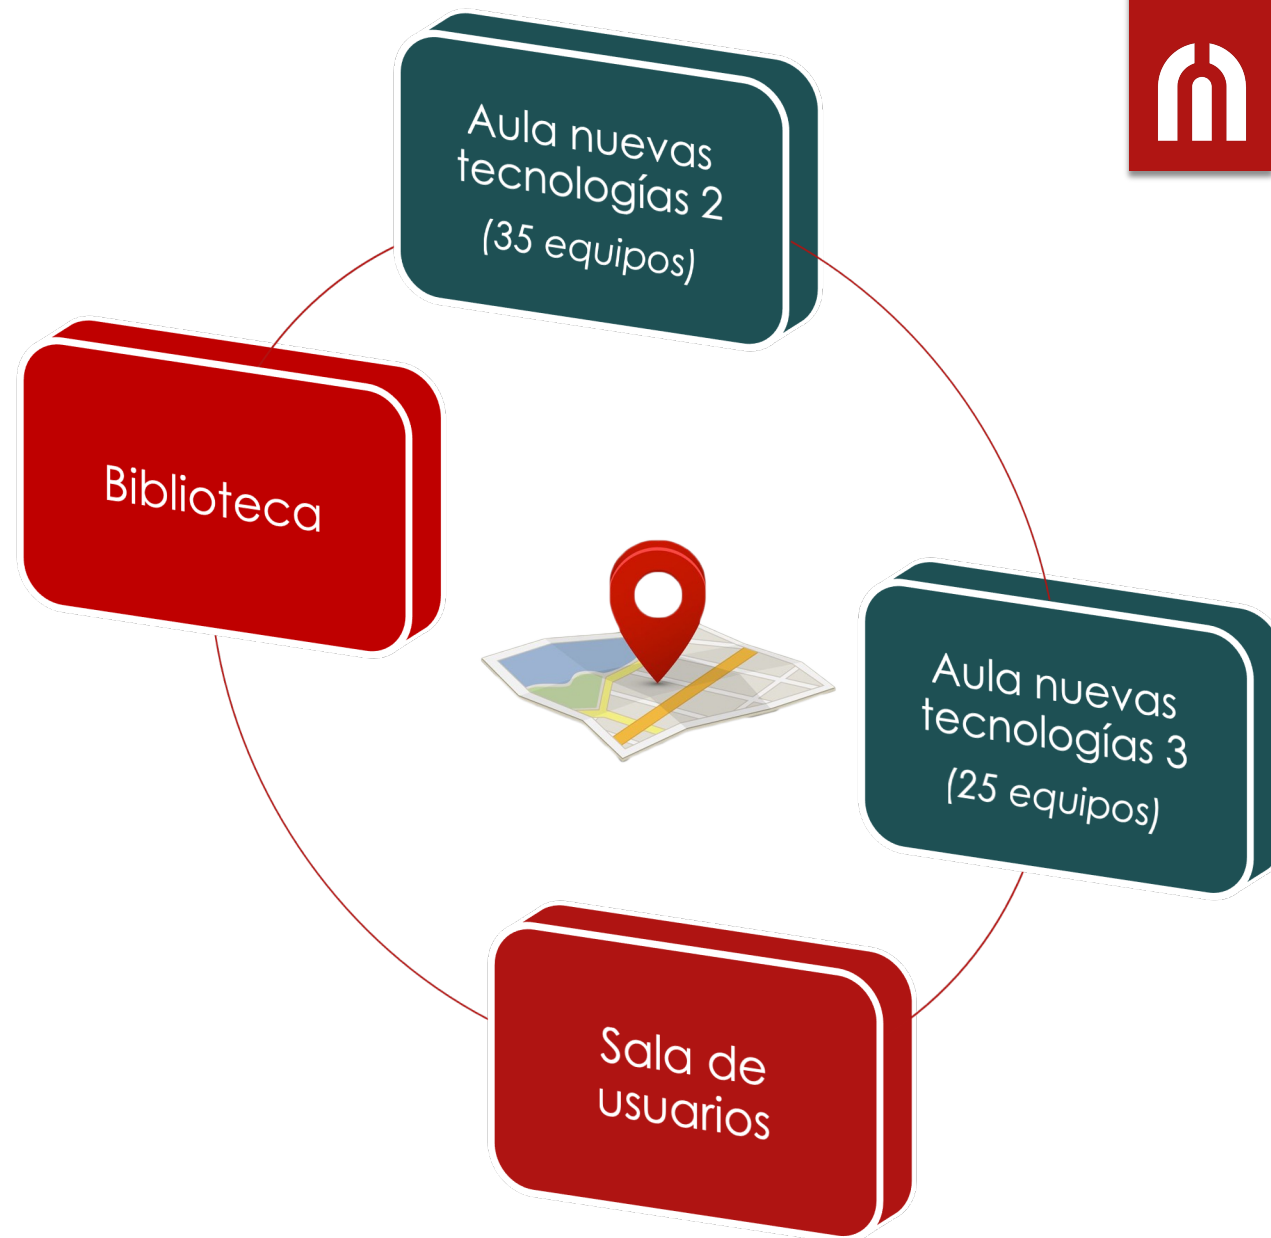 Aula nuevas
tecnologías 2
(35 equipos)
Biblioteca
Aula nuevas
tecnologías 3
(25 equipos)
Sala de
usuarios